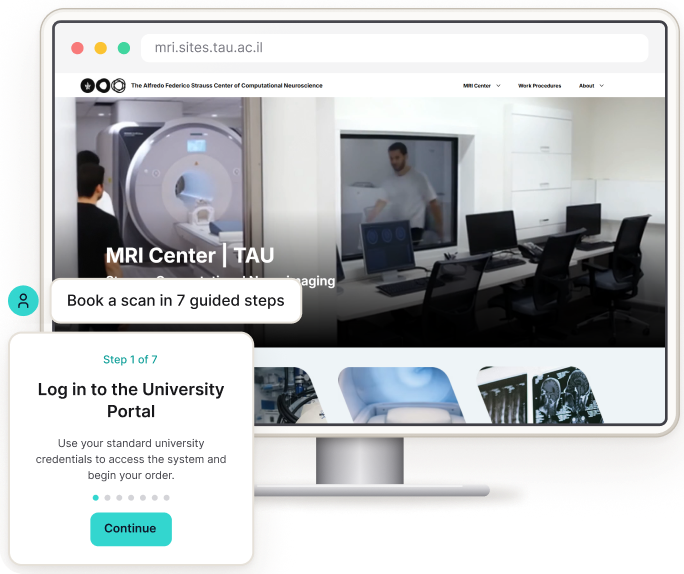 mri.sites.tau.ac.il
The Alfredo Federico Strauss Center of Computational Neuroscience
MRI Center
Work Procedures
About
MRI Center | TAU
Book a scan in 7 guided steps
Step 1 of 7
Log in to the University
Portal
Use your standard university
credentials to access the system and
begin your order.
Continue